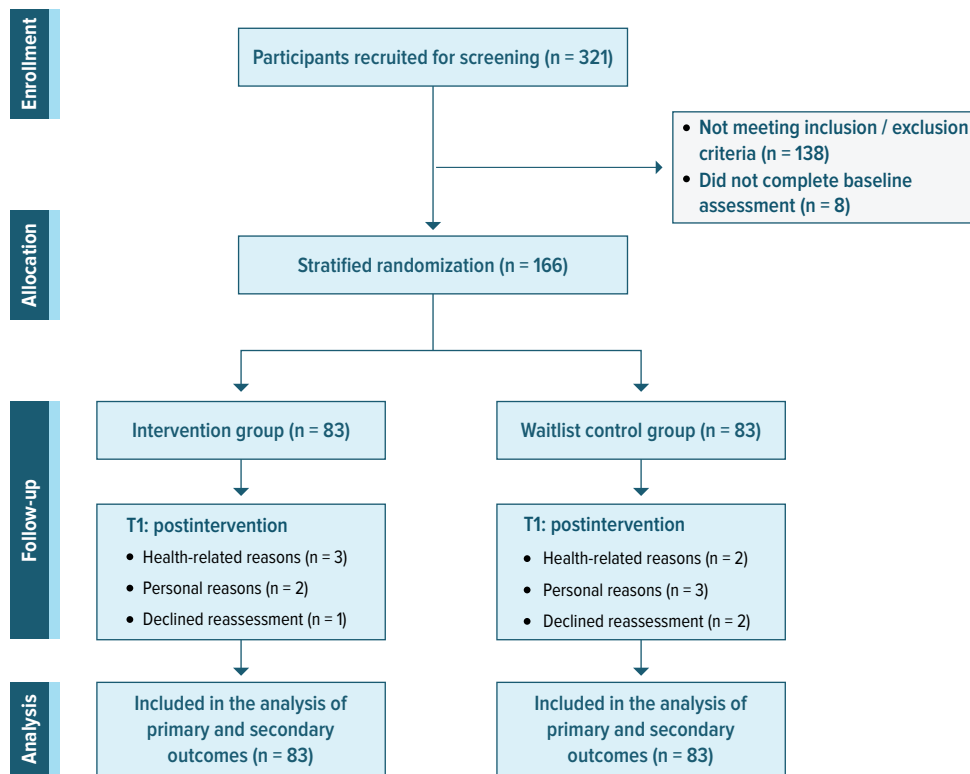 Enrollment
Participants recruited for screening (n = 321)
• Not meeting inclusion / exclusion
criteria (n = 138)
• Did not complete baseline
assessment (n = 8)
Allocation
Stratified randomization (n = 166)
Follow-up
Intervention group (n = 83)
Waitlist control group (n = 83)
T1: postintervention
• Health-related reasons (n = 3)
• Personal reasons (n = 2)
• Declined reassessment (n = 1)
T1: postintervention
• Health-related reasons (n = 2)
• Personal reasons (n = 3)
• Declined reassessment (n = 2)
Analysis
Included in the analysis of
primary and secondary
outcomes (n = 83)
Included in the analysis of
primary and secondary
outcomes (n = 83)